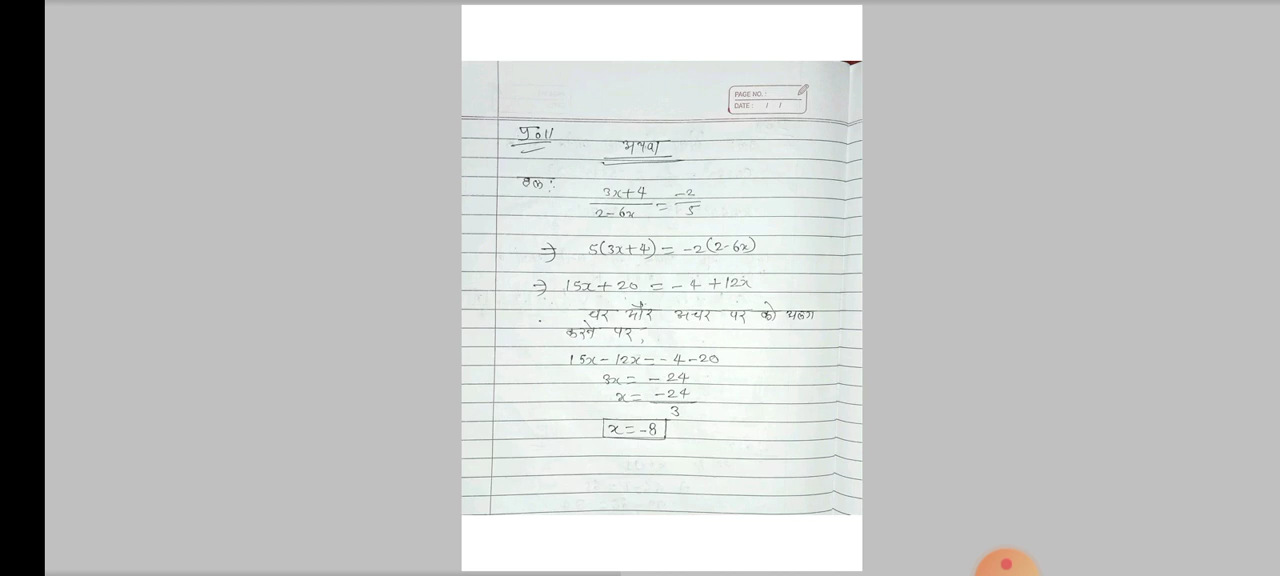 PAGE NO. :
DATE : / /
प्र०11
अथवा
हल :
3x+4 / 2-6x = -2 / 5
⇒ 5(3x+4) = -2(2-6x)
⇒ 15x+20 = -4+12x
चर और अचर पर को अलग
करने पर,
15x-12x=-4-20
3x= -24
x= -24 / 3
x=-8